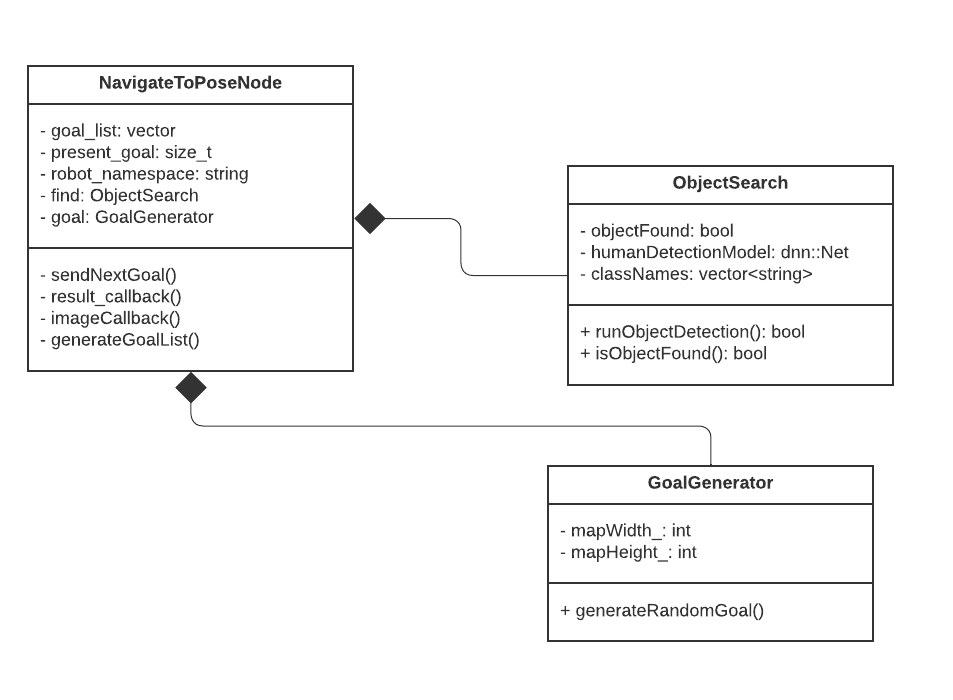 NavigateToPoseNode
- goal_list: vector
- present_goal: size_t
- robot_namespace: string
- find: ObjectSearch
- goal: GoalGenerator
- sendNextGoal()
- result_callback()
- imageCallback()
- generateGoalList()
ObjectSearch
- objectFound: bool
- humanDetectionModel: dnn::Net
- classNames: vector<string>
+ runObjectDetection(): bool
+ isObjectFound(): bool
GoalGenerator
- mapWidth_: int
- mapHeight_: int
+ generateRandomGoal()